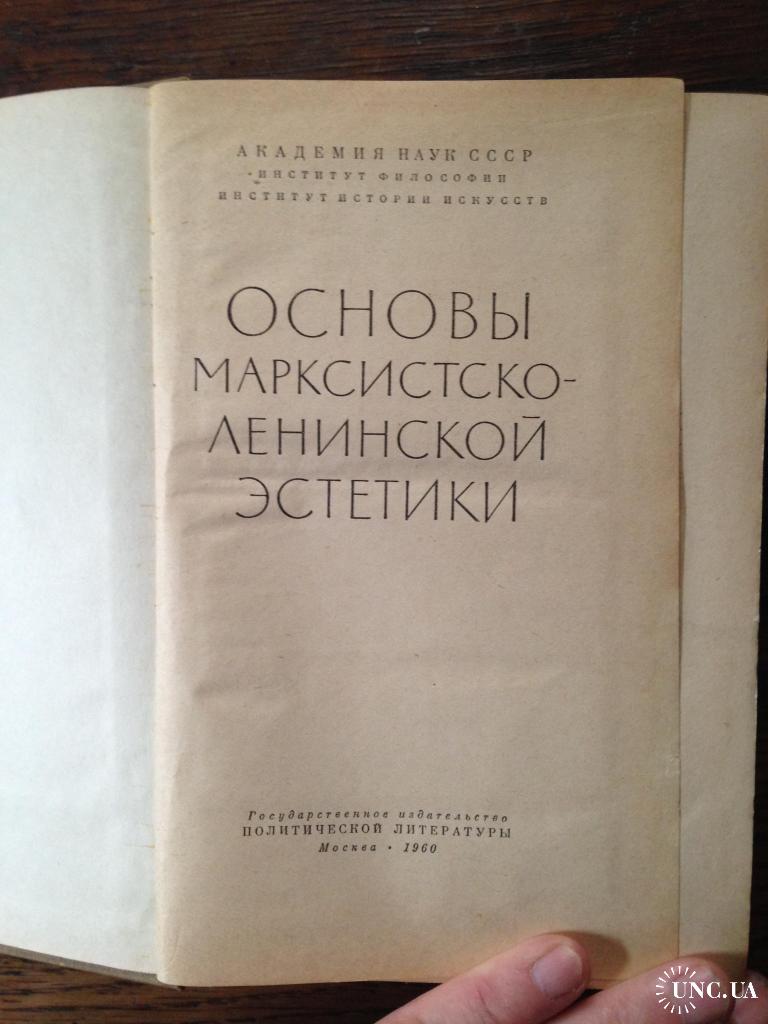 АКАДЕМИЯ НАУК СССР
ИНСТИТУТ ФИЛОСОФИИ
ИНСТИТУТ ИСТОРИИ ИСКУССТВ
ОСНОВЫ
МАРКСИСТСКО-
ЛЕНИНСКОЙ
ЭСТЕТИКИ
Государственное издательство
ПОЛИТИЧЕСКОЙ ЛИТЕРАТУРЫ
Москва • 1960
UNC.UA